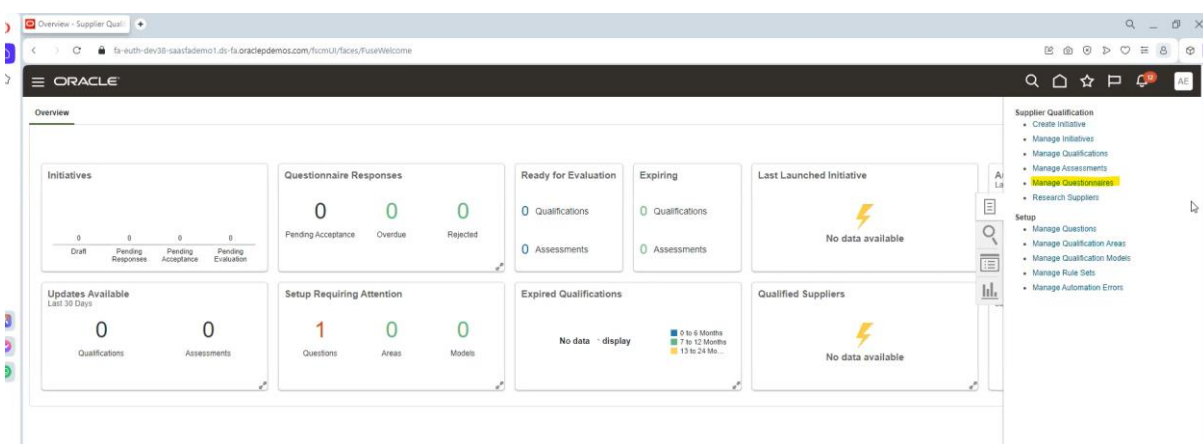 Overview - Supplier Quali
fa-euth-dev38-saasfademo1.ds-fa.oraclepdemos.com/fscmUI/faces/FuseWelcome
ORACLE
12
AE
Overview
Initiatives
0 0 0 0
Draft Pending Responses Pending Acceptance Pending Evaluation
Questionnaire Responses
0 0 0
Pending Acceptance Overdue Rejected
Ready for Evaluation
0 Qualifications
0 Assessments
Expiring
0 Qualifications
0 Assessments
Last Launched Initiative
No data available
Updates Available
Last 30 Days
0 0
Qualifications Assessments
Setup Requiring Attention
1 0 0
Questions Areas Models
Expired Qualifications
No data display
0 to 6 Months
7 to 12 Months
13 to 24 Mo...
Qualified Suppliers
No data available
Supplier Qualification
Create Initiative
Manage Initiatives
Manage Qualifications
Manage Assessments
Manage Questionnaires
Research Suppliers
Setup
Manage Questions
Manage Qualification Areas
Manage Qualification Models
Manage Rule Sets
Manage Automation Errors